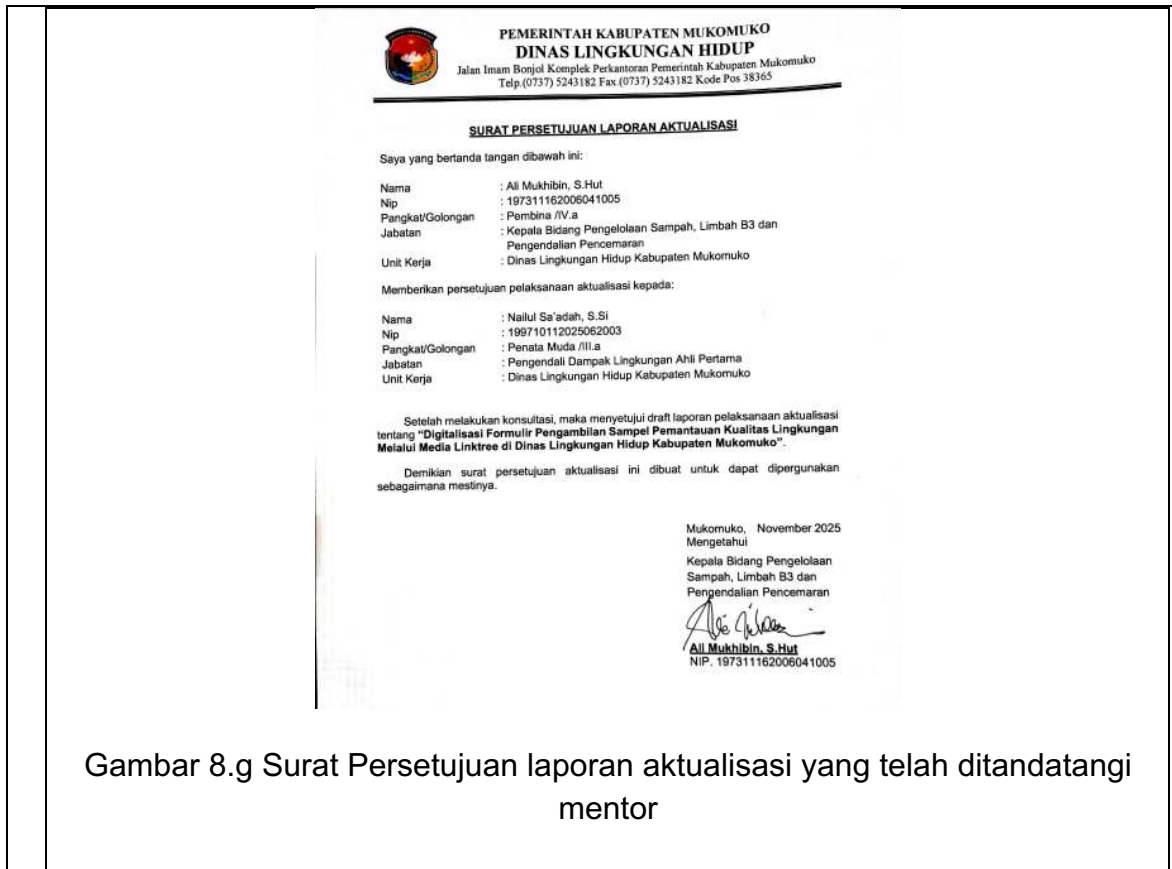 PEMERINTAH KABUPATEN MUKOMUKO
DINAS LINGKUNGAN HIDUP
Jalan Imam Bonjol Komplek Perkantoran Pemerintah Kabupaten Mukomuko
Telp.(0737) 5243182 Fax.(0737) 5243182 Kode Pos 38365
SURAT PERSETUJUAN LAPORAN AKTUALISASI
Saya yang bertanda tangan dibawah ini:
Nama : Ali Mukhibin, S.Hut
Nip : 197311162006041005
Pangkat/Golongan : Pembina /IV.a
Jabatan : Kepala Bidang Pengelolaan Sampah, Limbah B3 dan
Pengendalian Pencemaran
Unit Kerja : Dinas Lingkungan Hidup Kabupaten Mukomuko
Memberikan persetujuan pelaksanaan aktualisasi kepada:
Nama : Nailul Sa'adah, S.Si
Nip : 199710112025062003
Pangkat/Golongan : Penata Muda /III.a
Jabatan : Pengendali Dampak Lingkungan Ahli Pertama
Unit Kerja : Dinas Lingkungan Hidup Kabupaten Mukomuko
Setelah melakukan konsultasi, maka menyetujui draft laporan pelaksanaan aktualisasi
tentang "Digitalisasi Formulir Pengambilan Sampel Pemantauan Kualitas Lingkungan
Melalui Media Linktree di Dinas Lingkungan Hidup Kabupaten Mukomuko".
Demikian surat persetujuan aktualisasi ini dibuat untuk dapat dipergunakan
sebagaimana mestinya.
Mukomuko, November 2025
Mengetahui
Kepala Bidang Pengelolaan
Sampah, Limbah B3 dan
Pengendalian Pencemaran
Ali Mukhibin, S.Hut
NIP. 197311162006041005
Gambar 8.g Surat Persetujuan laporan aktualisasi yang telah ditandatangi
mentor